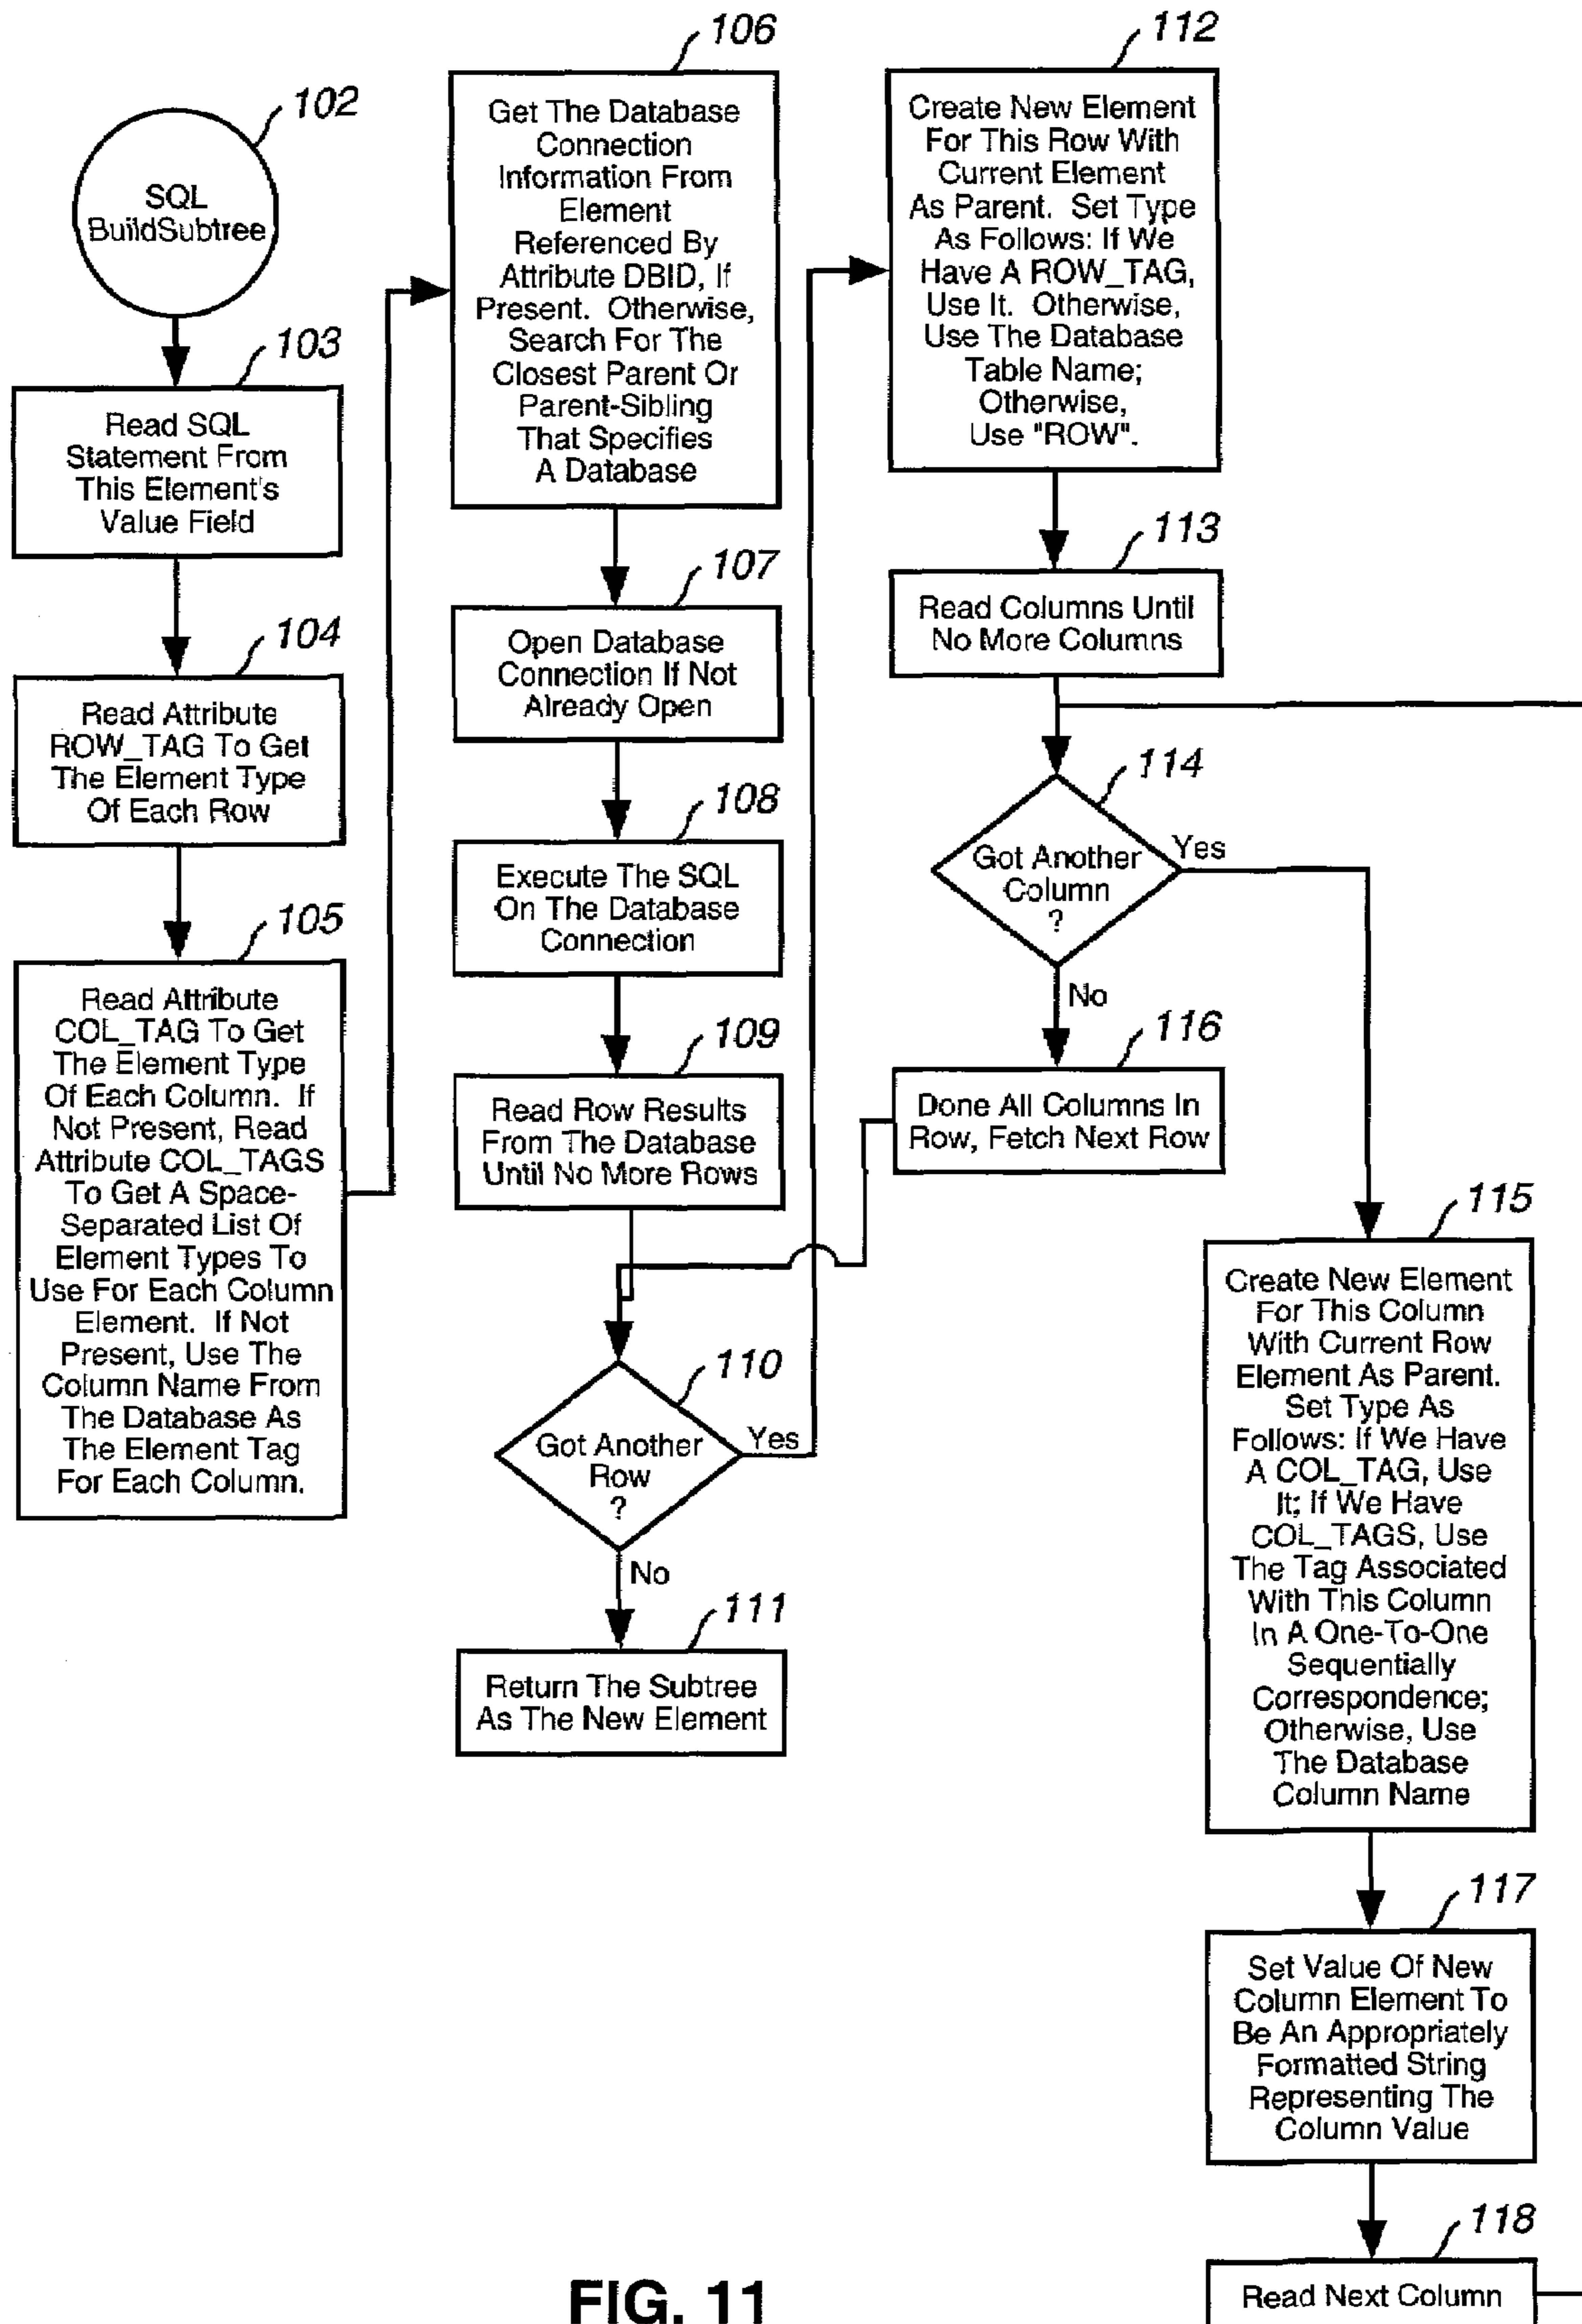 102
SQL
BuildSubtree
103
Read SQL
Statement From
This Element's
Value Field
104
Read Attribute
ROW_TAG To Get
The Element Type
Of Each Row
105
Read Attribute
COL_TAG To Get
The Element Type
Of Each Column. If
Not Present, Read
Attribute COL_TAGS
To Get A Space-
Separated List Of
Element Types To
Use For Each Column
Element. If Not
Present, Use The
Column Name From
The Database As
The Element Tag
For Each Column.
106
Get The Database
Connection
Information From
Element
Referenced By
Attribute DBID, If
Present. Otherwise,
Search For The
Closest Parent Or
Parent-Sibling
That Specifies
A Database
107
Open Database
Connection If Not
Already Open
108
Execute The SQL
On The Database
Connection
109
Read Row Results
From The Database
Until No More Rows
110
Got Another
Row
?
Yes
No
111
Return The Subtree
As The New Element
112
Create New Element
For This Row With
Current Element
As Parent. Set Type
As Follows: If We
Have A ROW_TAG,
Use It. Otherwise,
Use The Database
Table Name;
Otherwise,
Use "ROW".
113
Read Columns Until
No More Columns
114
Got Another
Column
?
Yes
No
116
Done All Columns In
Row, Fetch Next Row
115
Create New Element
For This Column
With Current Row
Element As Parent.
Set Type As
Follows: If We Have
A COL_TAG, Use
It; If We Have
COL_TAGS, Use
The Tag Associated
With This Column
In A One-To-One
Sequentially
Correspondence;
Otherwise, Use
The Database
Column Name
117
Set Value Of New
Column Element To
Be An Appropriately
Formatted String
Representing The
Column Value
118
Read Next Column
FIG. 11